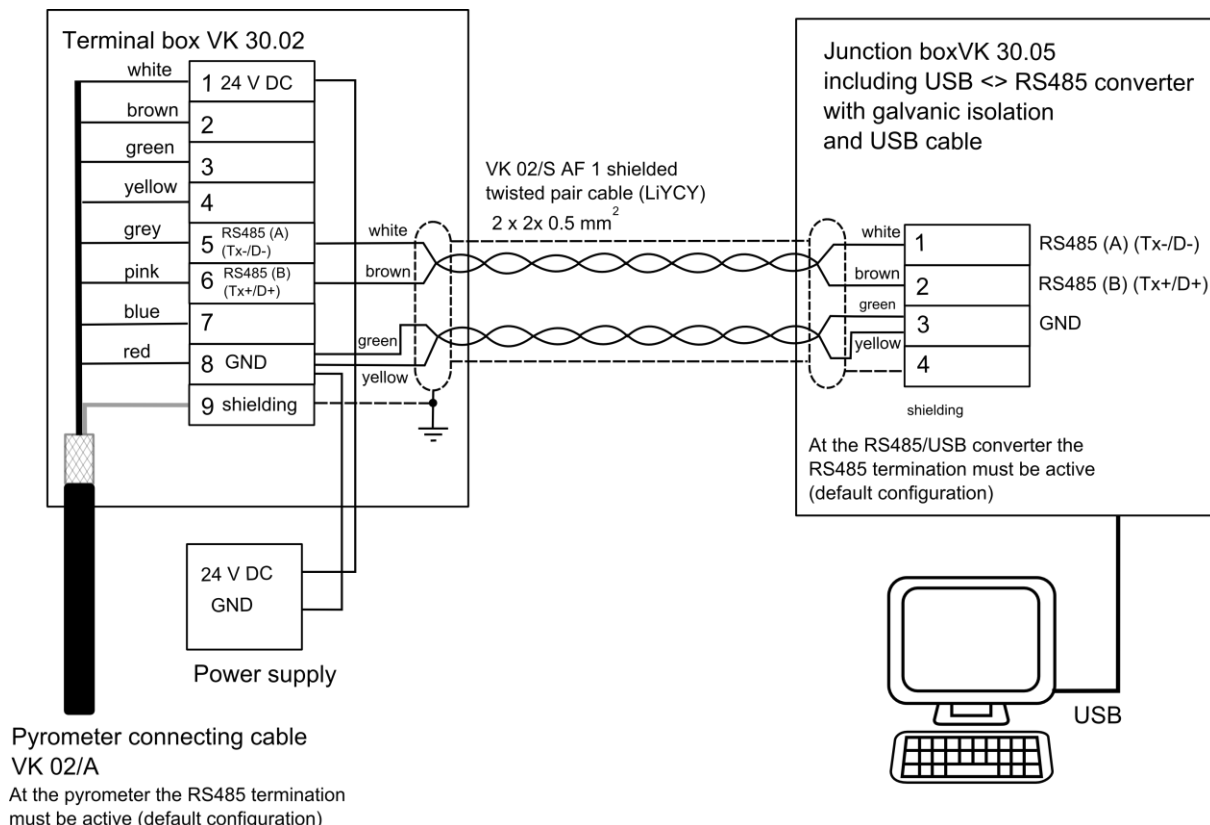 Terminal box VK 30.02
white
1 24 V DC
brown
2
green
3
yellow
4
grey
5 RS485 (A)
(Tx-/D-)
pink
6 RS485 (B)
(Tx+/D+)
blue
7
red
8 GND
9 shielding
white
brown
green
yellow
VK 02/S AF 1 shielded
twisted pair cable (LiYCY)
2 x 2x 0.5 mm²
Junction boxVK 30.05
including USB <> RS485 converter
with galvanic isolation
and USB cable
white
1 RS485 (A) (Tx-/D-)
brown
2 RS485 (B) (Tx+/D+)
green
3 GND
yellow
4
shielding
At the RS485/USB converter the
RS485 termination must be active
(default configuration)
24 V DC
GND
Power supply
USB
Pyrometer connecting cable
VK 02/A
At the pyrometer the RS485 termination
must be active (default configuration)